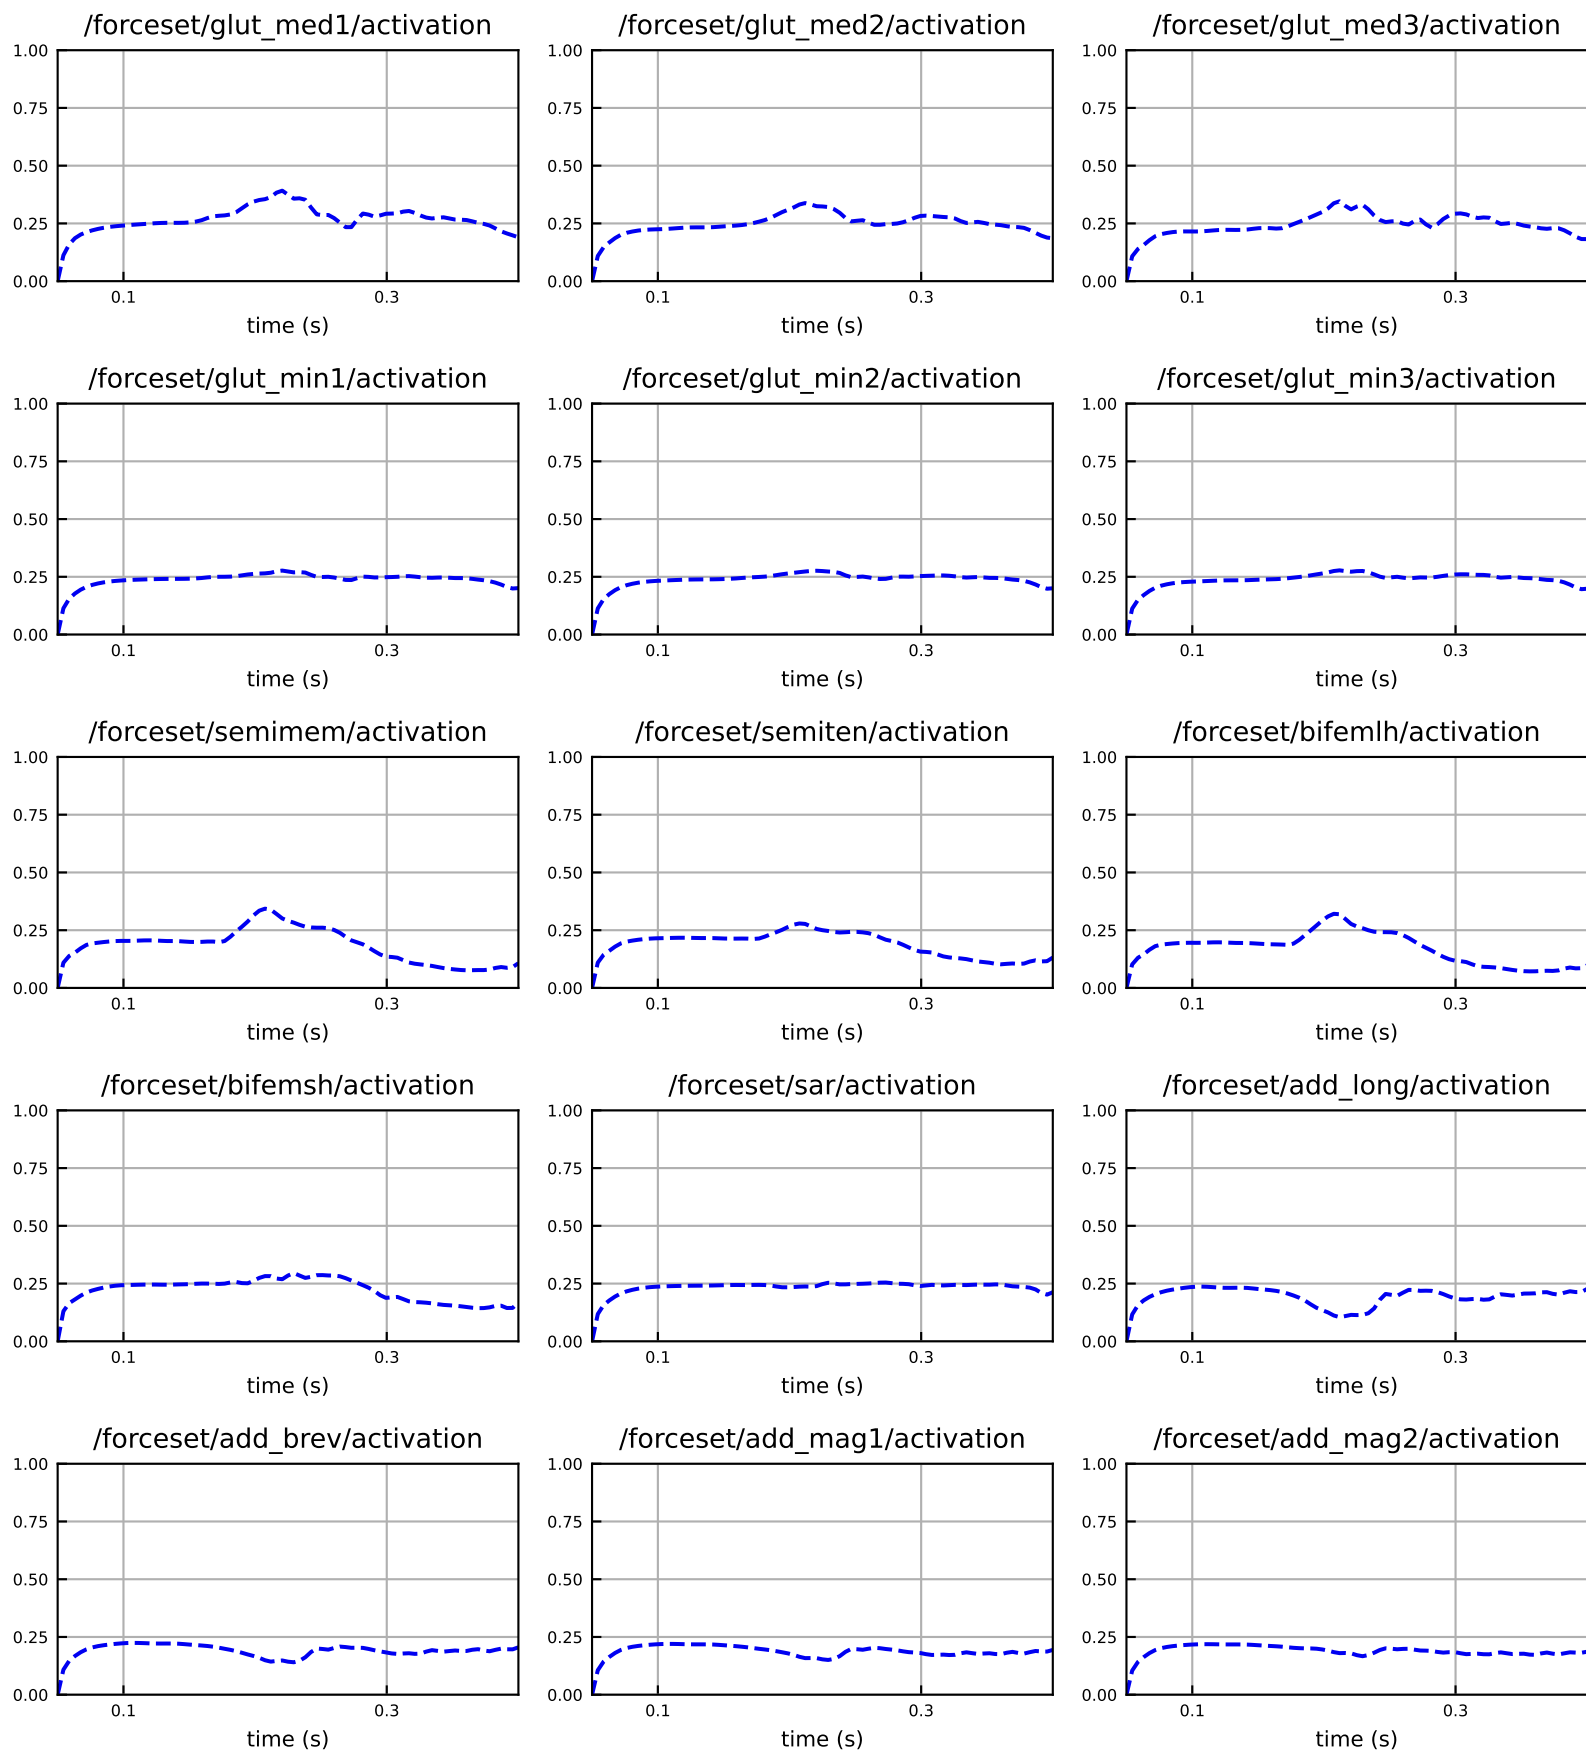 /forceset/glut_med1/activation /forceset/glut_med2/activation /forceset/glut_med3/activation
1.00 1.00 1.00
0.75 0.75 0.75
0.50 0.50 0.50
0.25 0.25 0.25
0.00 0.00 0.00
0.1 0.3 0.1 0.3 0.1 0.3
time (s) time (s) time (s)
/forceset/glut_min1/activation /forceset/glut_min2/activation /forceset/glut_min3/activation
1.00 1.00 1.00
0.75 0.75 0.75
0.50 0.50 0.50
0.25 0.25 0.25
0.00 0.00 0.00
0.1 0.3 0.1 0.3 0.1 0.3
time (s) time (s) time (s)
/forceset/semimem/activation /forceset/semiten/activation /forceset/bifemlh/activation
1.00 1.00 1.00
0.75 0.75 0.75
0.50 0.50 0.50
0.25 0.25 0.25
0.00 0.00 0.00
0.1 0.3 0.1 0.3 0.1 0.3
time (s) time (s) time (s)
/forceset/bifemsh/activation /forceset/sar/activation /forceset/add_long/activation
1.00 1.00 1.00
0.75 0.75 0.75
0.50 0.50 0.50
0.25 0.25 0.25
0.00 0.00 0.00
0.1 0.3 0.1 0.3 0.1 0.3
time (s) time (s) time (s)
/forceset/add_brev/activation /forceset/add_mag1/activation /forceset/add_mag2/activation
1.00 1.00 1.00
0.75 0.75 0.75
0.50 0.50 0.50
0.25 0.25 0.25
0.00 0.00 0.00
0.1 0.3 0.1 0.3 0.1 0.3
time (s) time (s) time (s)